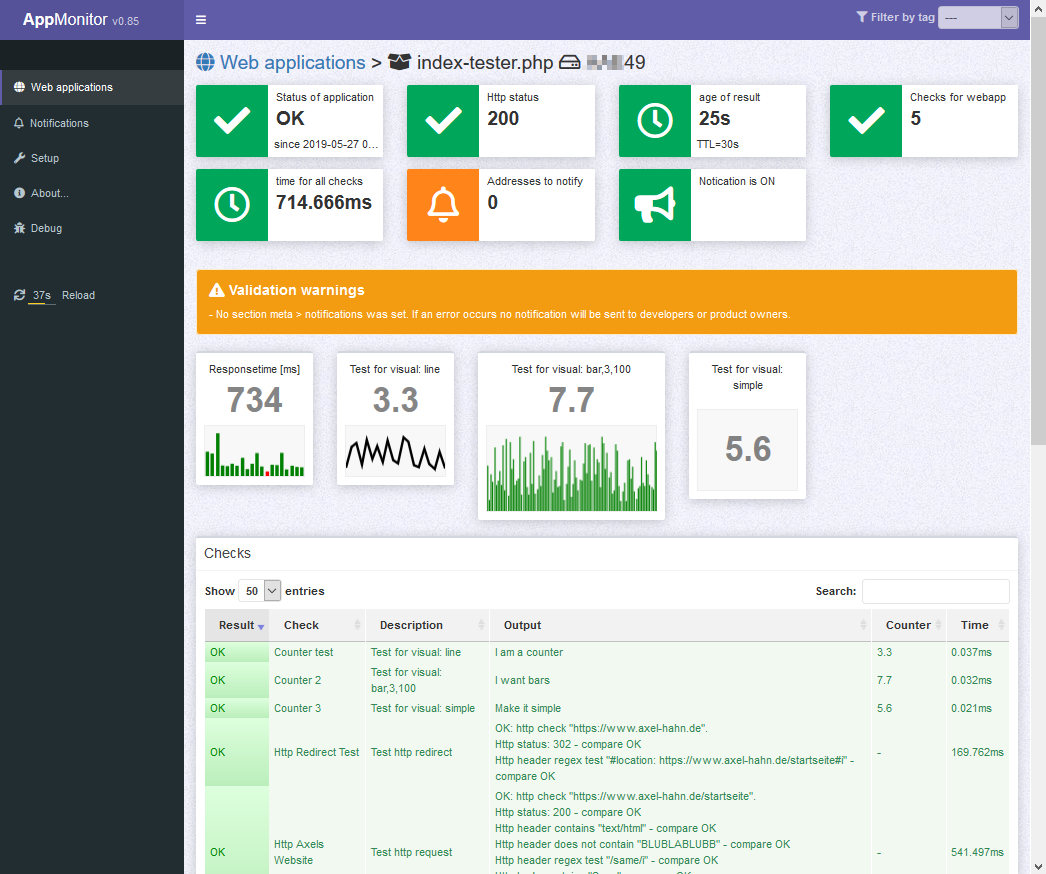 AppMonitor v0.85
Filter by tag ---
Web applications
Notifications
Setup
About...
Debug
37s Reload
Web applications > index-tester.php 49
Status of application
OK
since 2019-05-27 0...
Http status
200
age of result
25s
TTL=30s
Checks for webapp
5
time for all checks
714.666ms
Addresses to notify
0
Notication is ON
Validation warnings
- No section meta > notifications was set. If an error occurs no notification will be sent to developers or product owners.
Responsetime [ms]
734
Test for visual: line
3.3
Test for visual: bar,3,100
7.7
Test for visual:
simple
5.6
Checks
Show 50 entries
Search:
Result Check Description Output Counter Time
OK Counter test Test for visual: line I am a counter 3.3 0.037ms
OK Counter 2 Test for visual: bar,3,100 I want bars 7.7 0.032ms
OK Counter 3 Test for visual: simple Make it simple 5.6 0.021ms
OK: http check "https://www.axel-hahn.de".
Http status: 302 - compare OK
OK Http Redirect Test Test http redirect - 169.762ms
Http header regex test "#location: https://www.axel-hahn.de/startseite#i" -
compare OK
OK: http check "https://www.axel-hahn.de/startseite".
Http status: 200 - compare OK
Http header contains "text/html" - compare OK
Http header does not contain "BLUBLABLUBB" - compare OK
OK Http Axels Website Test http request - 541.497ms
Http header regex test "/same/i" - compare OK